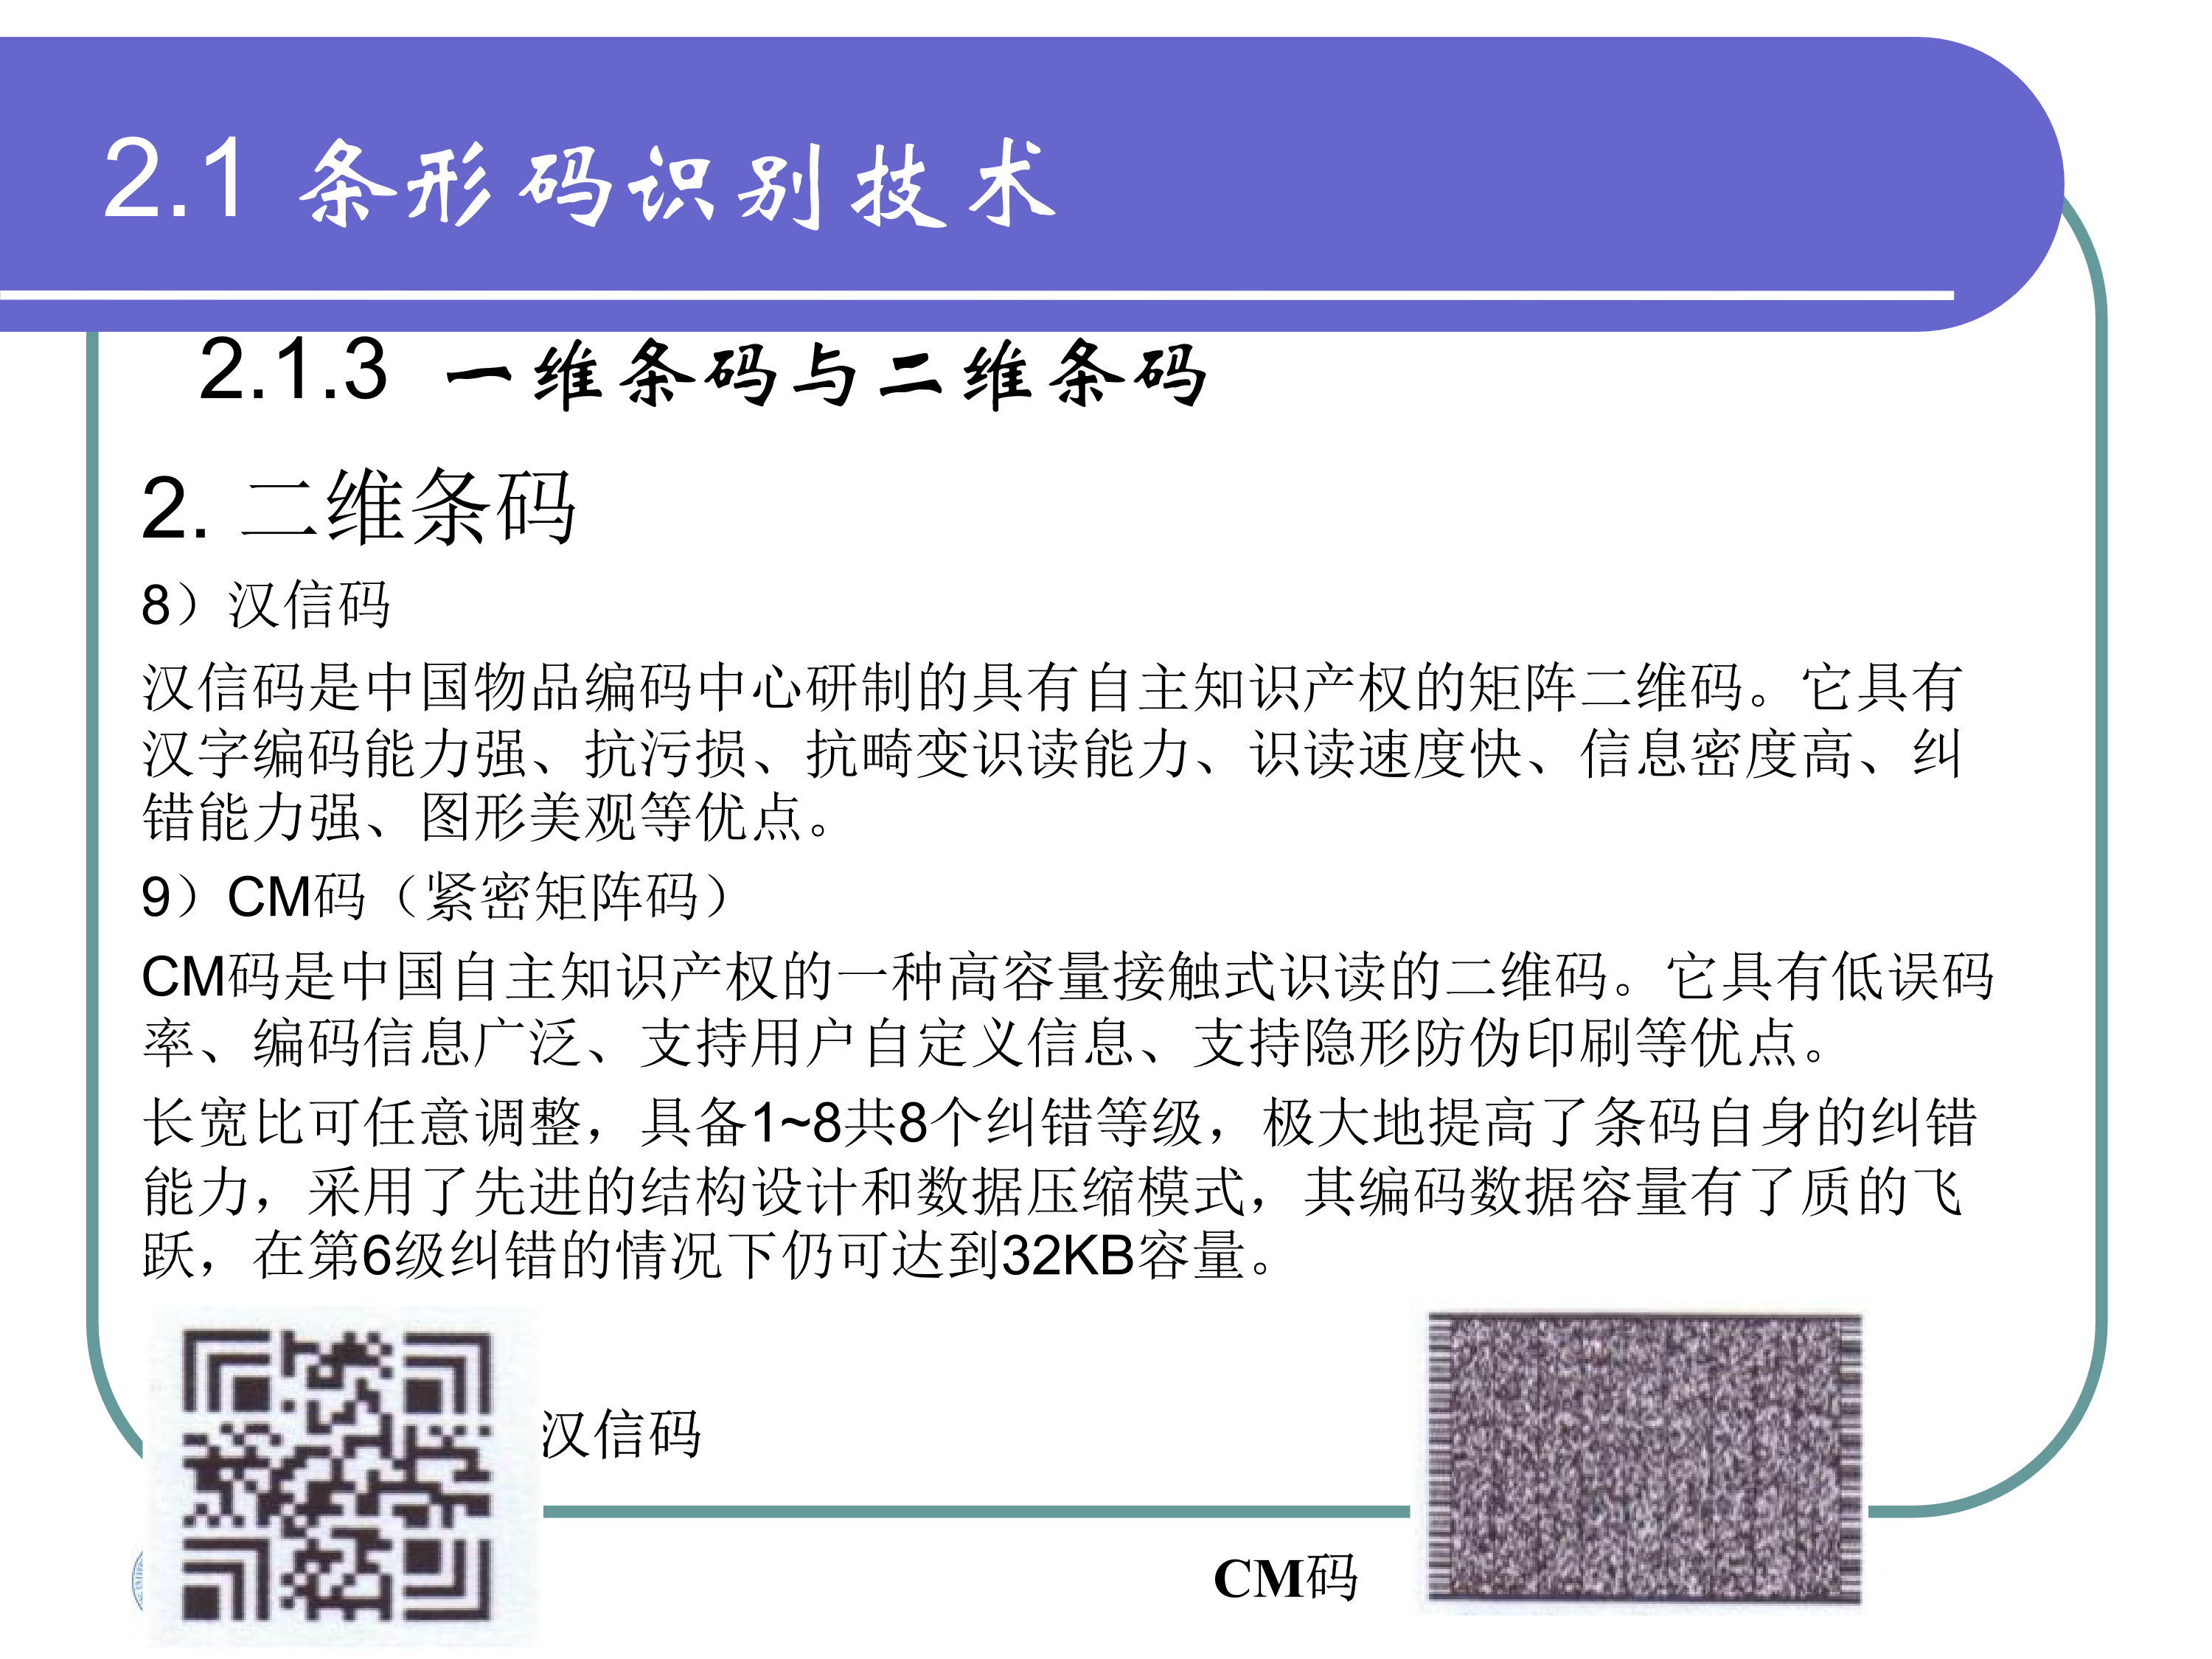 2.1 条形码识别技术
2.1.3 一维条码与二维条码
2. 二维条码
8）汉信码
汉信码是中国物品编码中心研制的具有自主知识产权的矩阵二维码。它具有
汉字编码能力强、抗污损、抗畸变识读能力、识读速度快、信息密度高、纠
错能力强、图形美观等优点。
9）CM码（紧密矩阵码）
CM码是中国自主知识产权的一种高容量接触式识读的二维码。它具有低误码
率、编码信息广泛、支持用户自定义信息、支持隐形防伪印刷等优点。
长宽比可任意调整，具备1~8共8个纠错等级，极大地提高了条码自身的纠错
能力，采用了先进的结构设计和数据压缩模式，其编码数据容量有了质的飞
跃，在第6级纠错的情况下仍可达到32KB容量。
汉信码
CM码